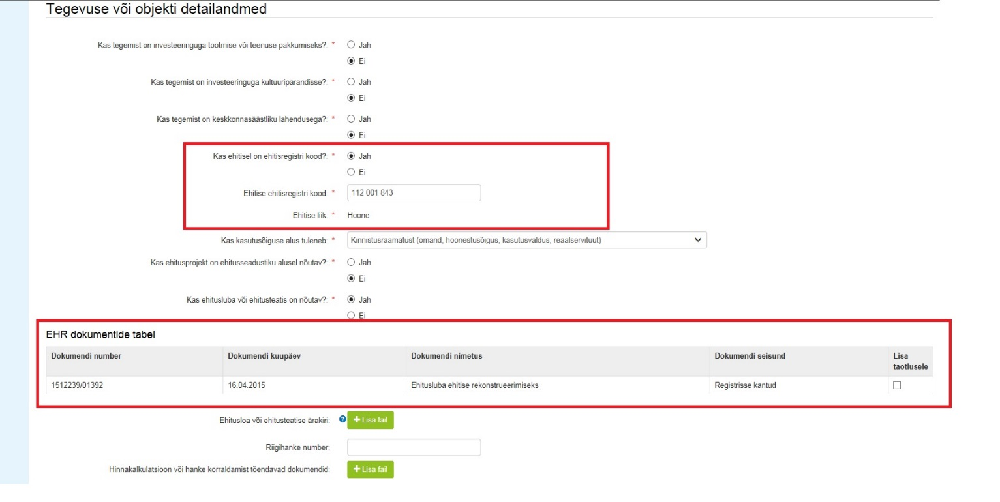 Tegevuse või objekti detailandmed
Kas tegemist on investeeringuga tootmise või teenuse pakkumiseks?: * Jah
Ei
Kas tegemist on investeeringuga kultuuripärandisse?: * Jah
Ei
Kas tegemist on keskkonnasäästliku lahendusega?: * Jah
Ei
Kas ehitisel on ehitisregistri kood?: * Jah
Ei
Ehitise ehitisregistri kood: * 112 001 843
Ehitise liik: * Hoone
Kas kasutusõiguse alus tuleneb: * Kinnistusraamatust (omand, hoonestusõigus, kasutusvaldus, reaalservituut)
Kas ehitusprojekt on ehitusseadustiku alusel nõutav?: * Jah
Ei
Kas ehitusluba või ehitusteatis on nõutav?: * Jah
Ei
EHR dokumentide tabel
Dokumendi number Dokumendi kuupäev Dokumendi nimetus Dokumendi seisund Lisa
taotlusele
1512239/01392 16.04.2015 Ehitusluba ehitise rekonstrueerimiseks Registrisse kantud
Ehitusloa või ehitusteatise ärakiri: ? + Lisa fail
Riigihanke number:
Hinnakalkulatsioon või hanke korraldamist tõendavad dokumendid: + Lisa fail